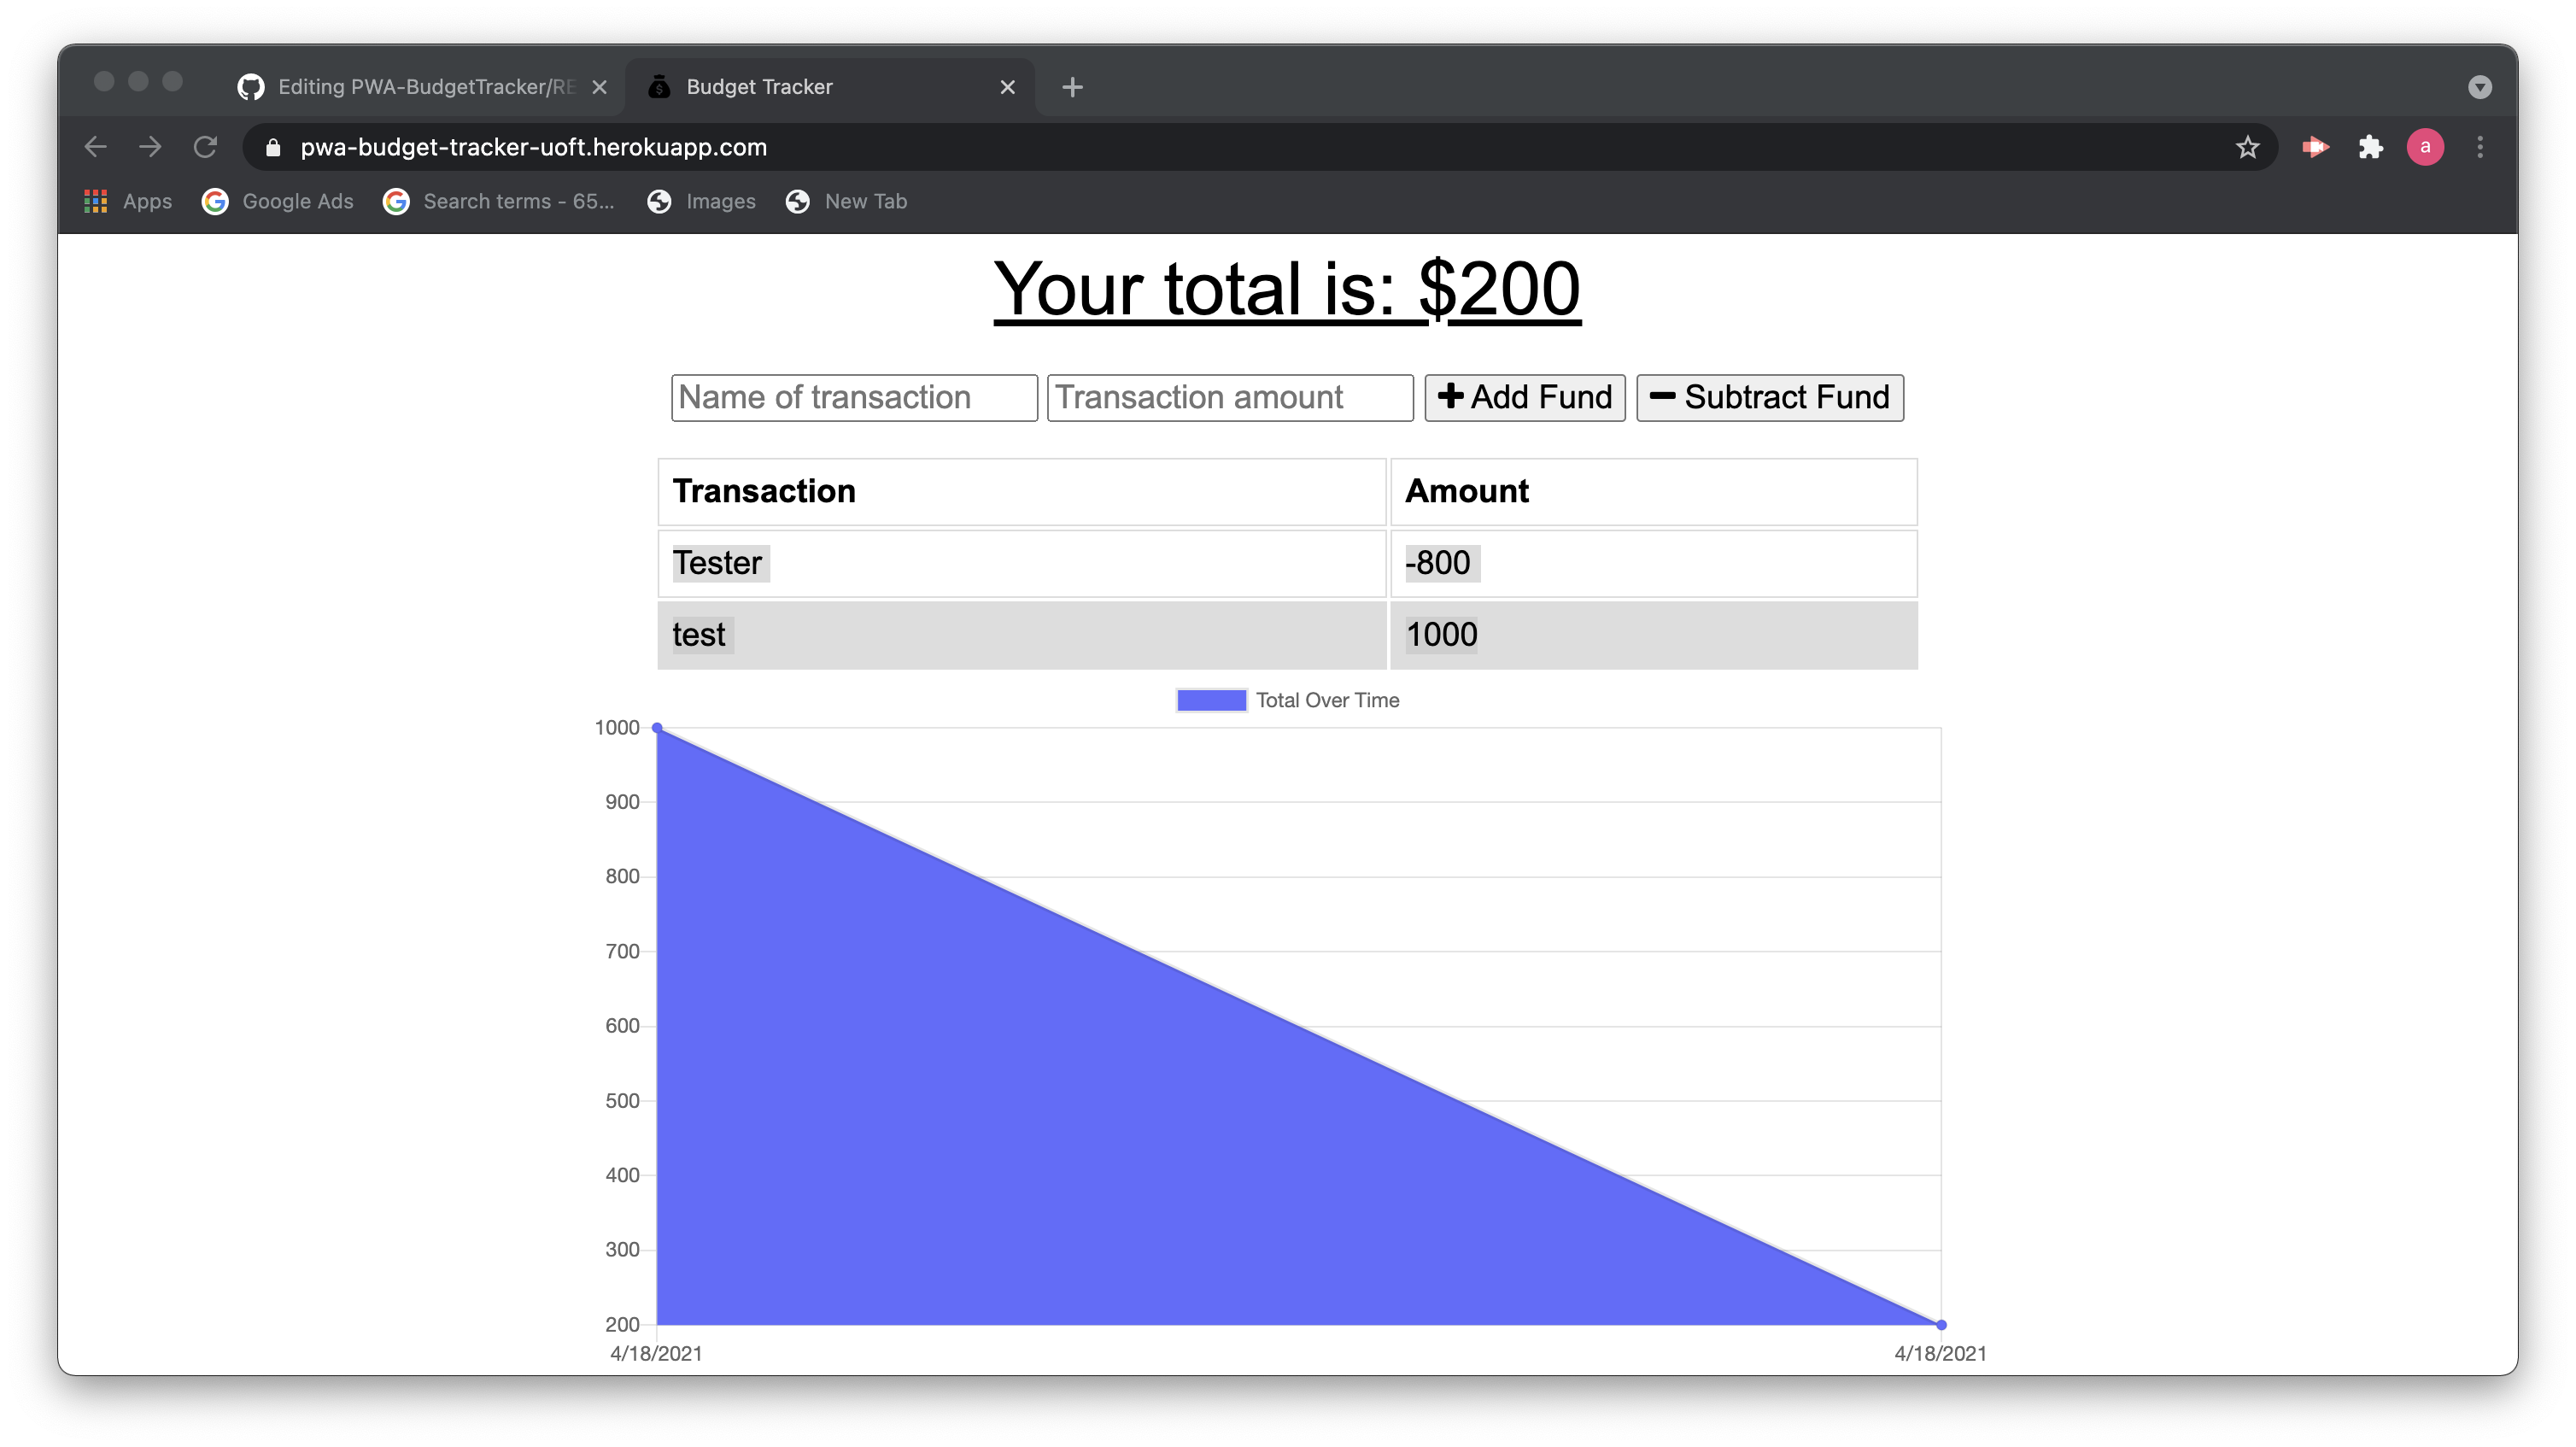 Editing PWA-BudgetTracker/RE
Budget Tracker
pwa-budget-tracker-uoft.herokuapp.com
a
Apps
Google Ads
Search terms - 65...
Images
New Tab
Your total is: $200
Name of transaction
Transaction amount
Add Fund
Subtract Fund
Transaction Amount
Tester -800
test 1000
Total Over Time
1000
900
800
700
600
500
400
300
200
4/18/2021 4/18/2021